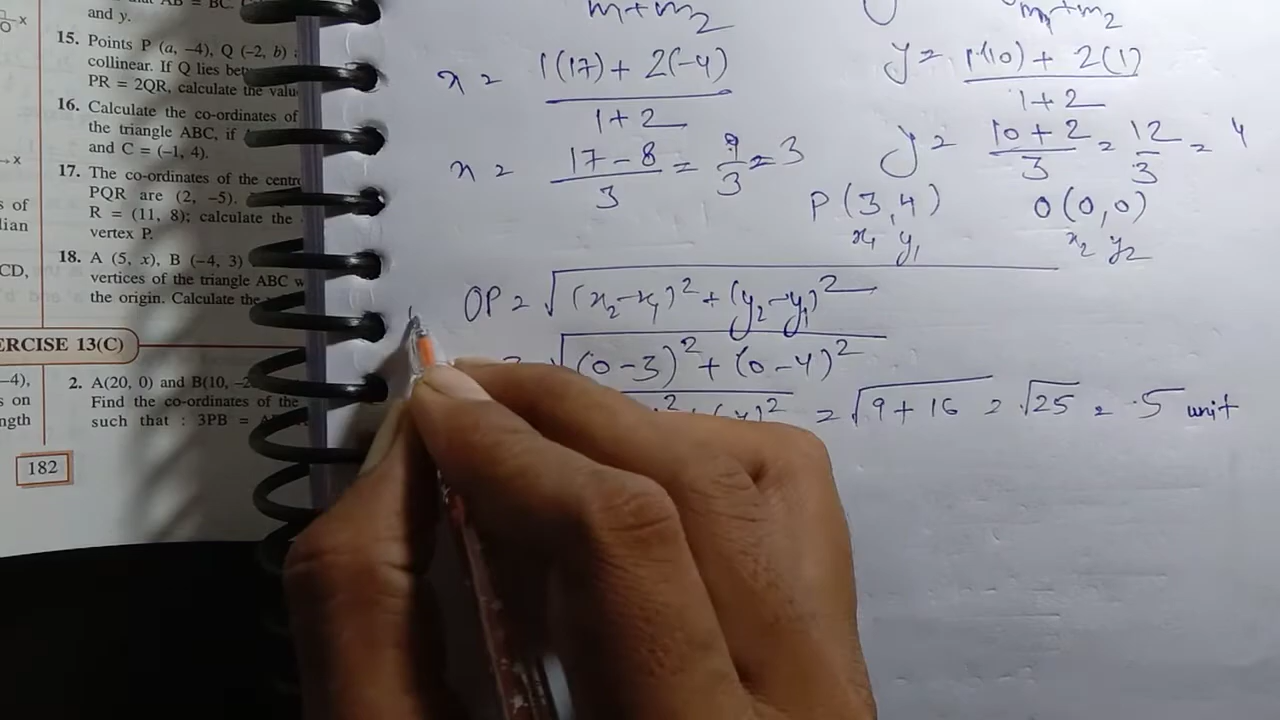 and y.
15. Points P (a, –4), Q (–2, b)
collinear. If Q lies
PR = 2QR, calculate the
16. Calculate the co-ordinates of
the triangle ABC, if
and C = (–1, 4).
17. The co-ordinates of the
PQR are (2, –5).
R = (11, 8); calculate the
vertex P.
18. A (5, x), B (–4, 3)
vertices of the triangle ABC
the origin. Calculate the
s of
CD,
13(C)
–4),
s on
2. A(20, 0) and B(10,
Find the co-ordinates of the
such that : 3PB =
182
m+m2
x = 1(17) + 2(-4) / 1+2
y = 1(10) + 2(1) / 1+2
x = 17-8 / 3 = 9/3 = 3
y = 10+2 / 3 = 12/3 = 4
P(3,4) O(0,0)
x1 y1 x2 y2
OP = √(x2-x1)²+(y2-y1)²
√(0-3)²+(0-4)²
= √9+16 = √25 = 5 unit